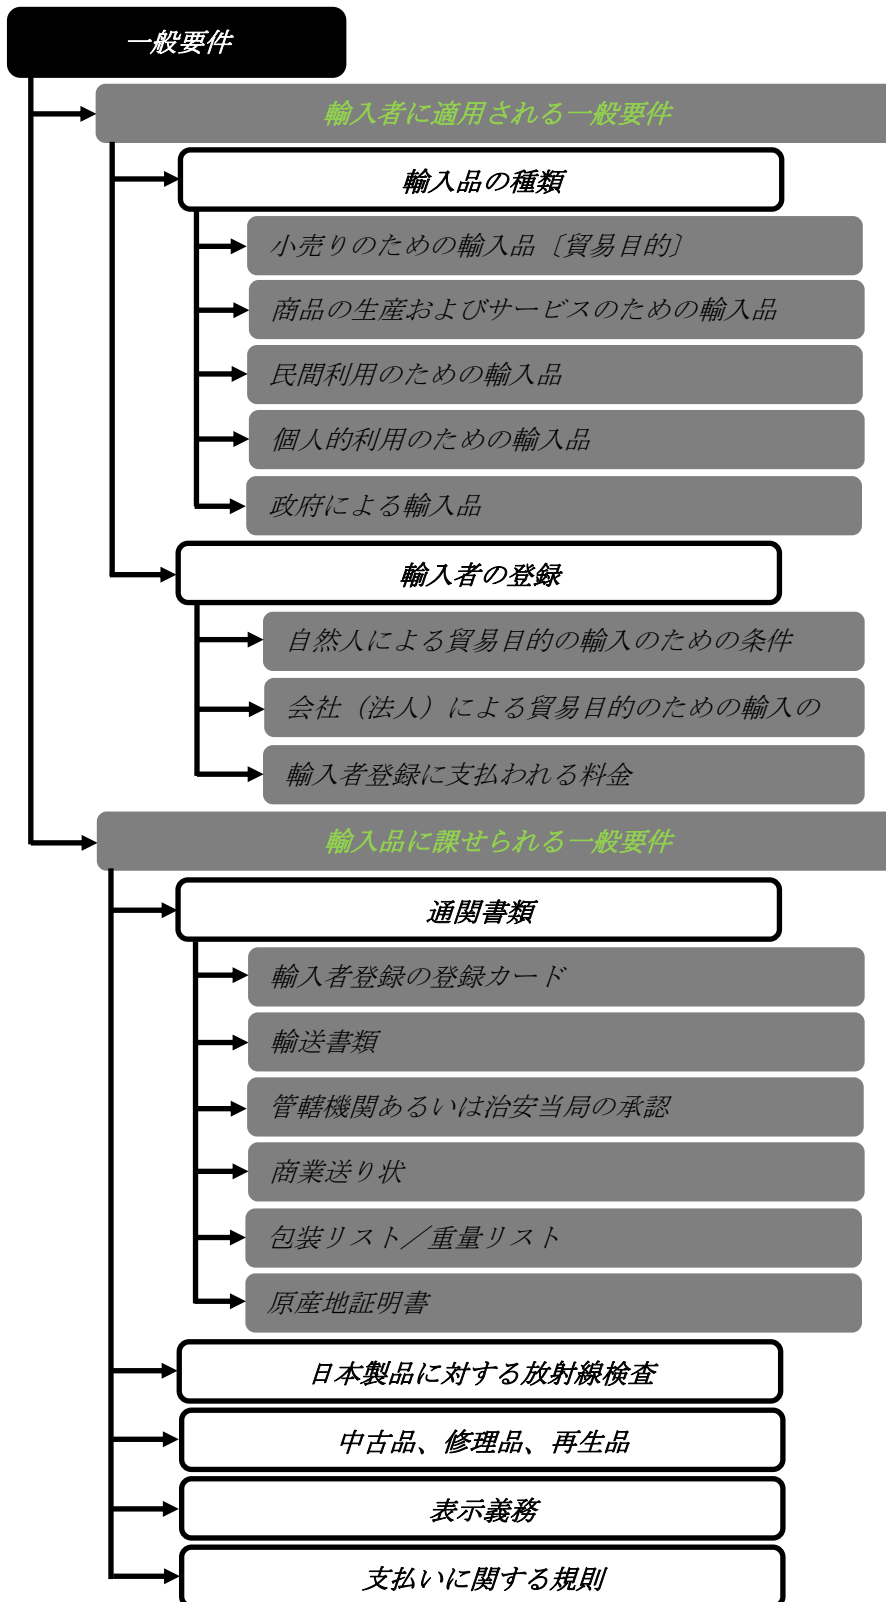 一般要件
輸入者に適用される一般要件
輸入品の種類
小売りのための輸入品〔貿易目的〕
商品の生産およびサービスのための輸入品
民間利用のための輸入品
個人的利用のための輸入品
政府による輸入品
輸入者の登録
自然人による貿易目的の輸入のための条件
会社（法人）による貿易目的のための輸入の
輸入者登録に支払われる料金
輸入品に課せられる一般要件
通関書類
輸入者登録の登録カード
輸送書類
管轄機関あるいは治安当局の承認
商業送り状
包装リスト／重量リスト
原産地証明書
日本製品に対する放射線検査
中古品、修理品、再生品
表示義務
支払いに関する規則